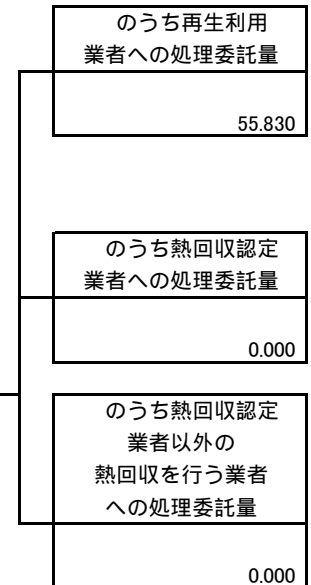 のうち再生利用
業者への処理委託量
55.830
のうち熱回収認定
業者への処理委託量
0.000
のうち熱回収認定
業者以外の
熱回収を行う業者
への処理委託量
0.000